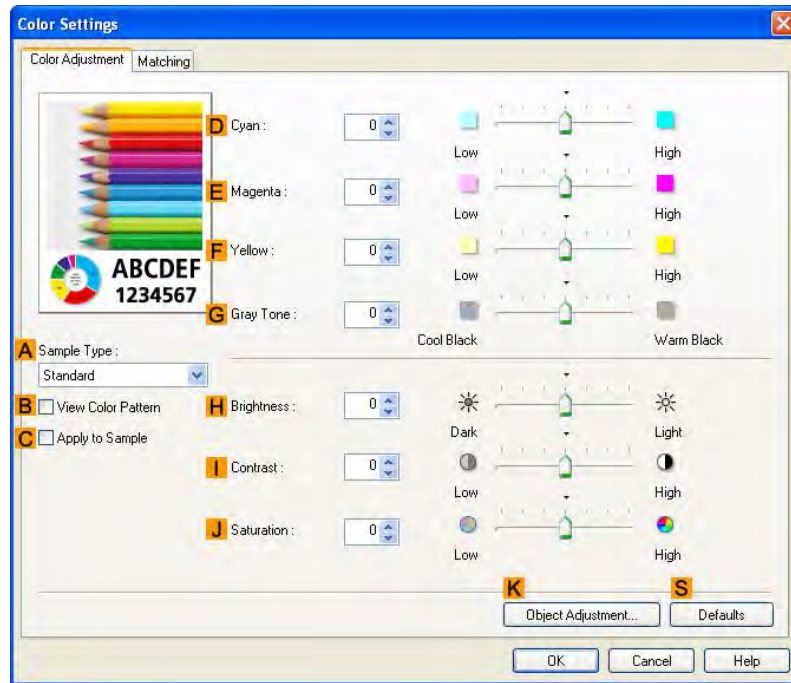 Color Settings
Color Adjustment Matching
D Cyan : 0
Low High
E Magenta : 0
Low High
F Yellow : 0
Low High
ABCDEF
1234567
G Gray Tone : 0
Cool Black Warm Black
A Sample Type :
Standard
B View Color Pattern
C Apply to Sample
H Brightness : 0
Dark Light
I Contrast : 0
Low High
J Saturation : 0
Low High
K S
Object Adjustment... Defaults
OK Cancel Help